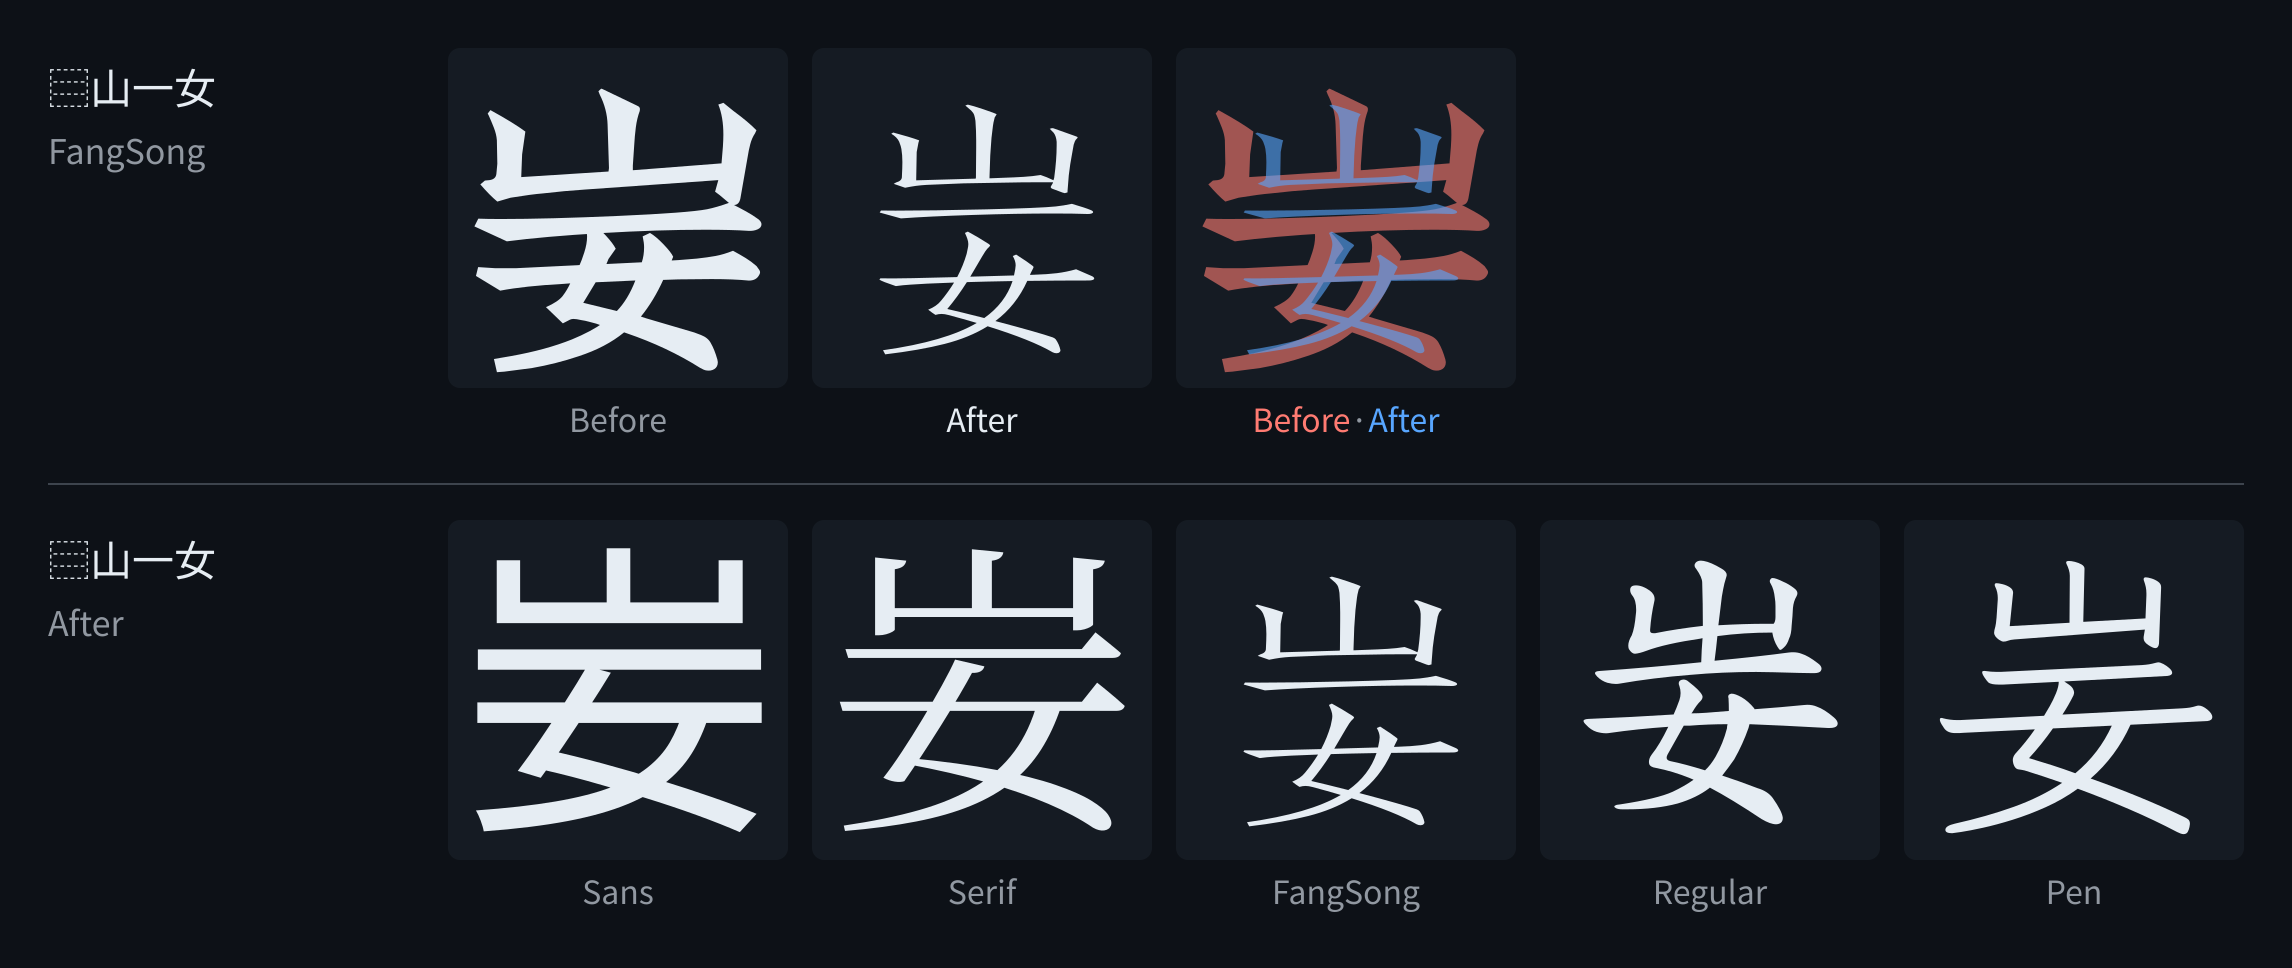 ⿳山一女
FangSong
Before
After
Before·After
⿳山一女
After
Sans
Serif
FangSong
Regular
Pen